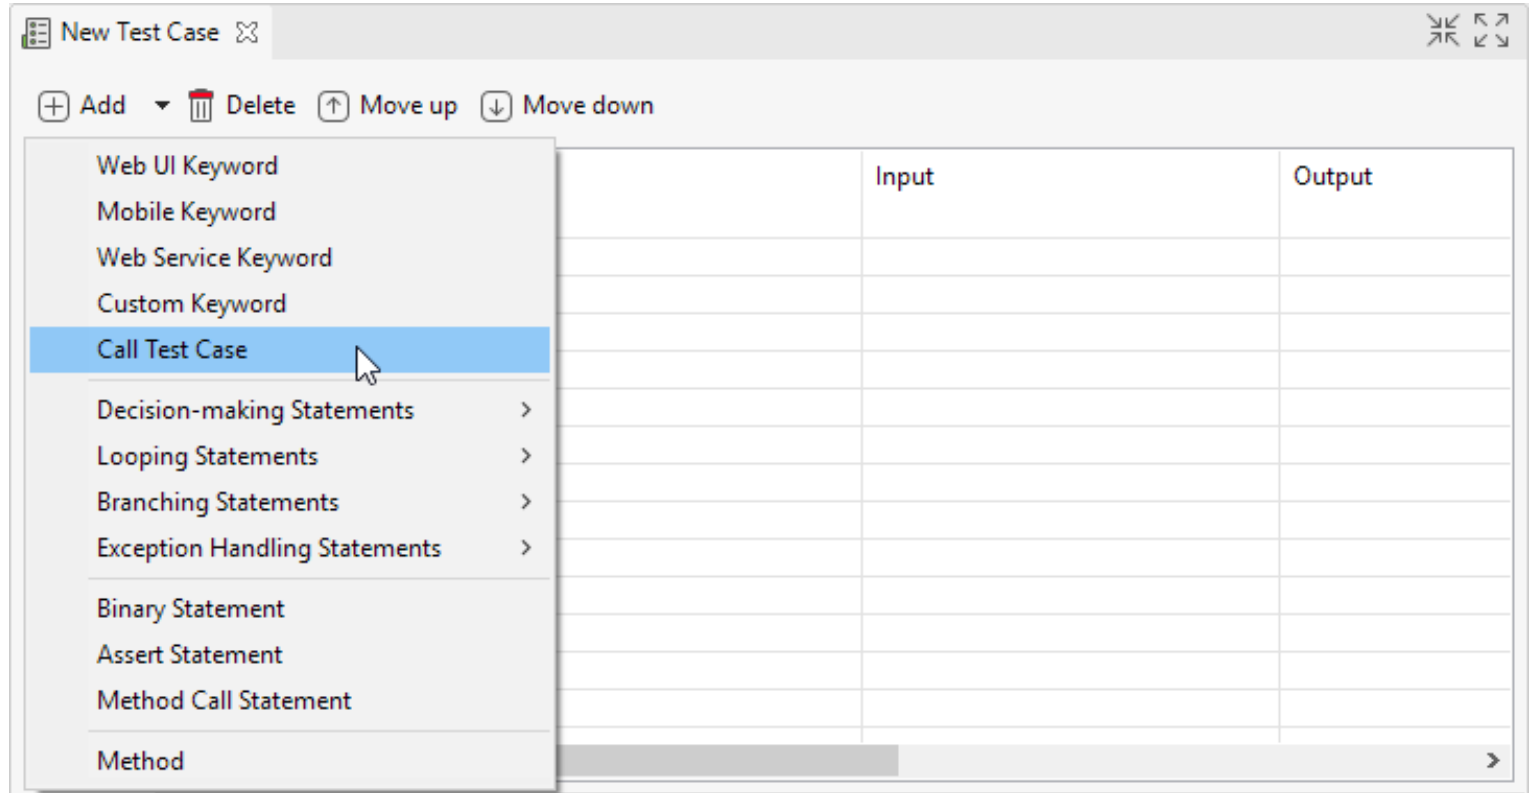 New Test Case
Add Delete Move up Move down
Input Output
Web UI Keyword
Mobile Keyword
Web Service Keyword
Custom Keyword
Call Test Case
Decision-making Statements
Looping Statements
Branching Statements
Exception Handling Statements
Binary Statement
Assert Statement
Method Call Statement
Method